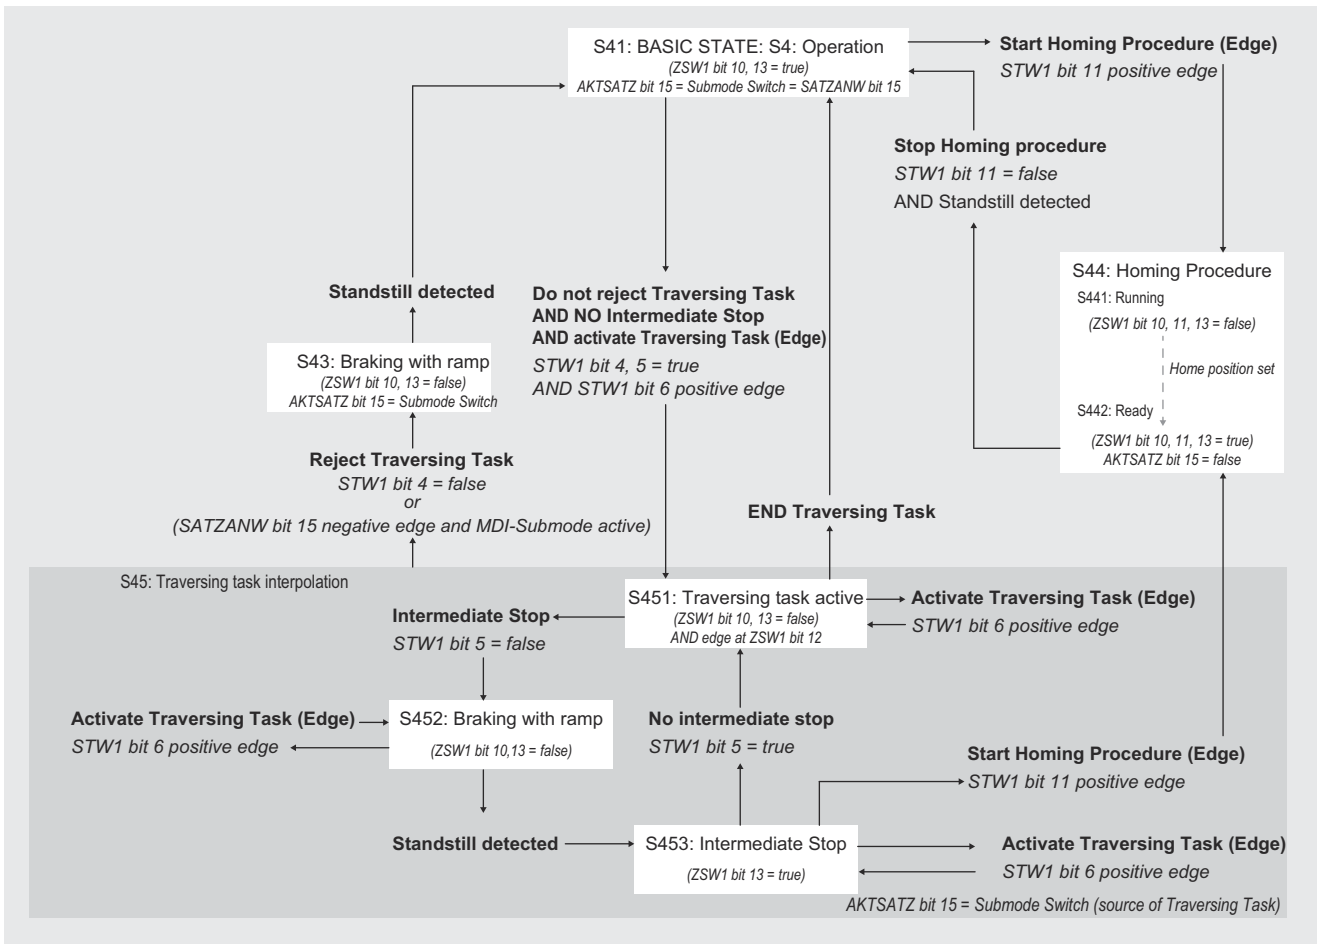 S41: BASIC STATE: S4: Operation
(ZSW1 bit 10, 13 = true)
AKTSATZ bit 15 = Submode Switch = SATZANW bit 15
Start Homing Procedure (Edge)
STW1 bit 11 positive edge
Stop Homing procedure
STW1 bit 11 = false
AND Standstill detected
S44: Homing Procedure
S441: Running
(ZSW1 bit 10, 11, 13 = false)
Home position set
S442: Ready
(ZSW1 bit 10, 11, 13 = true)
AKTSATZ bit 15 = false
Standstill detected
Do not reject Traversing Task
AND NO Intermediate Stop
AND activate Traversing Task (Edge)
STW1 bit 4, 5 = true
AND STW1 bit 6 positive edge
S43: Braking with ramp
(ZSW1 bit 10, 13 = false)
AKTSATZ bit 15 = Submode Switch
Reject Traversing Task
STW1 bit 4 = false
or
(SATZANW bit 15 negative edge and MDI-Submode active)
END Traversing Task
S45: Traversing task interpolation
S451: Traversing task active
(ZSW1 bit 10, 13 = false)
AND edge at ZSW1 bit 12
Activate Traversing Task (Edge)
STW1 bit 6 positive edge
Intermediate Stop
STW1 bit 5 = false
Activate Traversing Task (Edge)
STW1 bit 6 positive edge
S452: Braking with ramp
(ZSW1 bit 10,13 = false)
No intermediate stop
STW1 bit 5 = true
Start Homing Procedure (Edge)
STW1 bit 11 positive edge
Standstill detected
S453: Intermediate Stop
(ZSW1 bit 13 = true)
Activate Traversing Task (Edge)
STW1 bit 6 positive edge
AKTSATZ bit 15 = Submode Switch (source of Traversing Task)